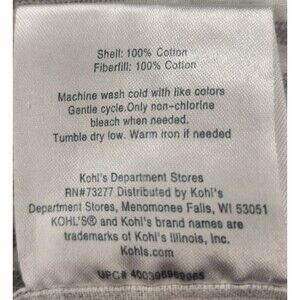 Shell: 100% Cotton
Fiberfill: 100% Cotton
Machine wash cold with like colors
Gentle cycle.Only non-chlorine
bleach when needed.
Tumble dry low. Warm iron if needed
Kohl's Department Stores
RN#73277 Distributed by Kohl's
Department Stores, Menomonee Falls, WI 53051
KOHL'S® and Kohl's brand names are
trademarks of Kohl's Illinois, Inc.
Kohls.com
UPC#